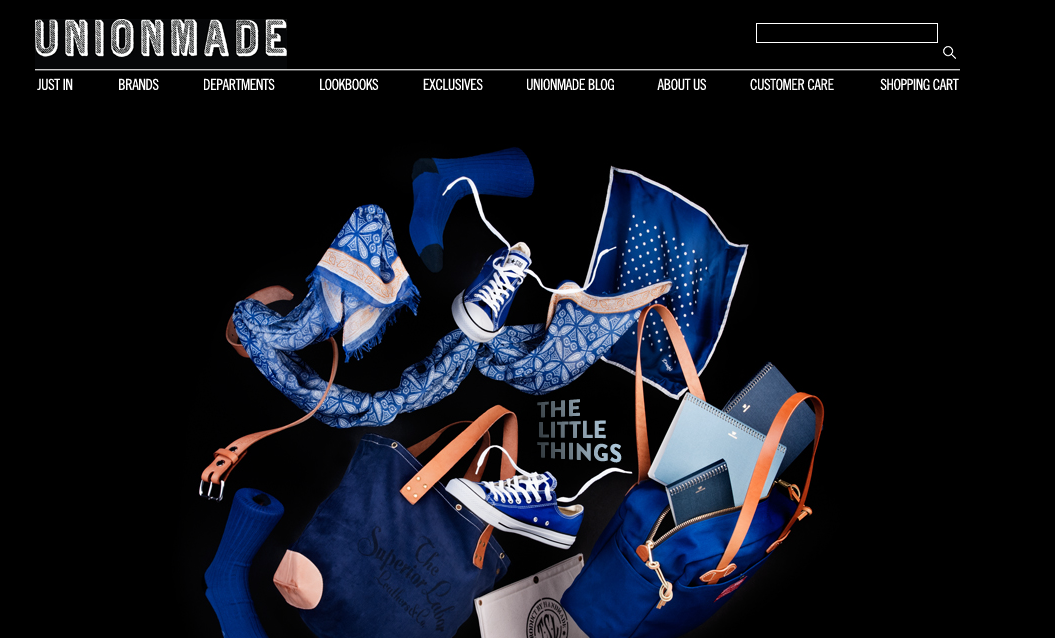 UNIONMADE
JUST IN
BRANDS
DEPARTMENTS
LOOKBOOKS
EXCLUSIVES
UNIONMADE BLOG
ABOUT US
CUSTOMER CARE
SHOPPING CART
THE
LITTLE
THINGS
The
Superior Labor